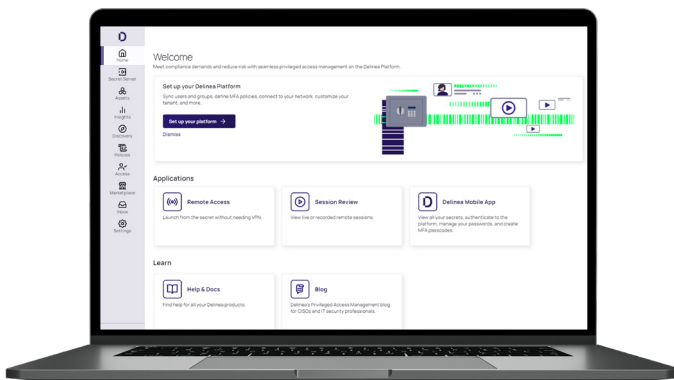 Home
Secret Server
Assets
Insights
Discovery
Policies
Access
Marketplace
Inbox
Settings
Welcome
Meet compliance demands and reduce risk with seamless privileged access management on the Delinea Platform.
Set up your Delinea Platform
Sync users and groups, define MFA policies, connect to your network, customize your
tenant, and more.
Set up your platform →
Dismiss
Applications
Remote Access
Launch from the secret without needing VPN.
Session Review
View live or recorded remote sessions.
Delinea Mobile App
View all your secrets, authenticate to the
platform, manage your passwords, and create
MFA passcodes.
Learn
Help & Docs
Find help for all your Delinea products.
Blog
Delinea's Privileged Access Management blog
for CISOs and IT security professionals.